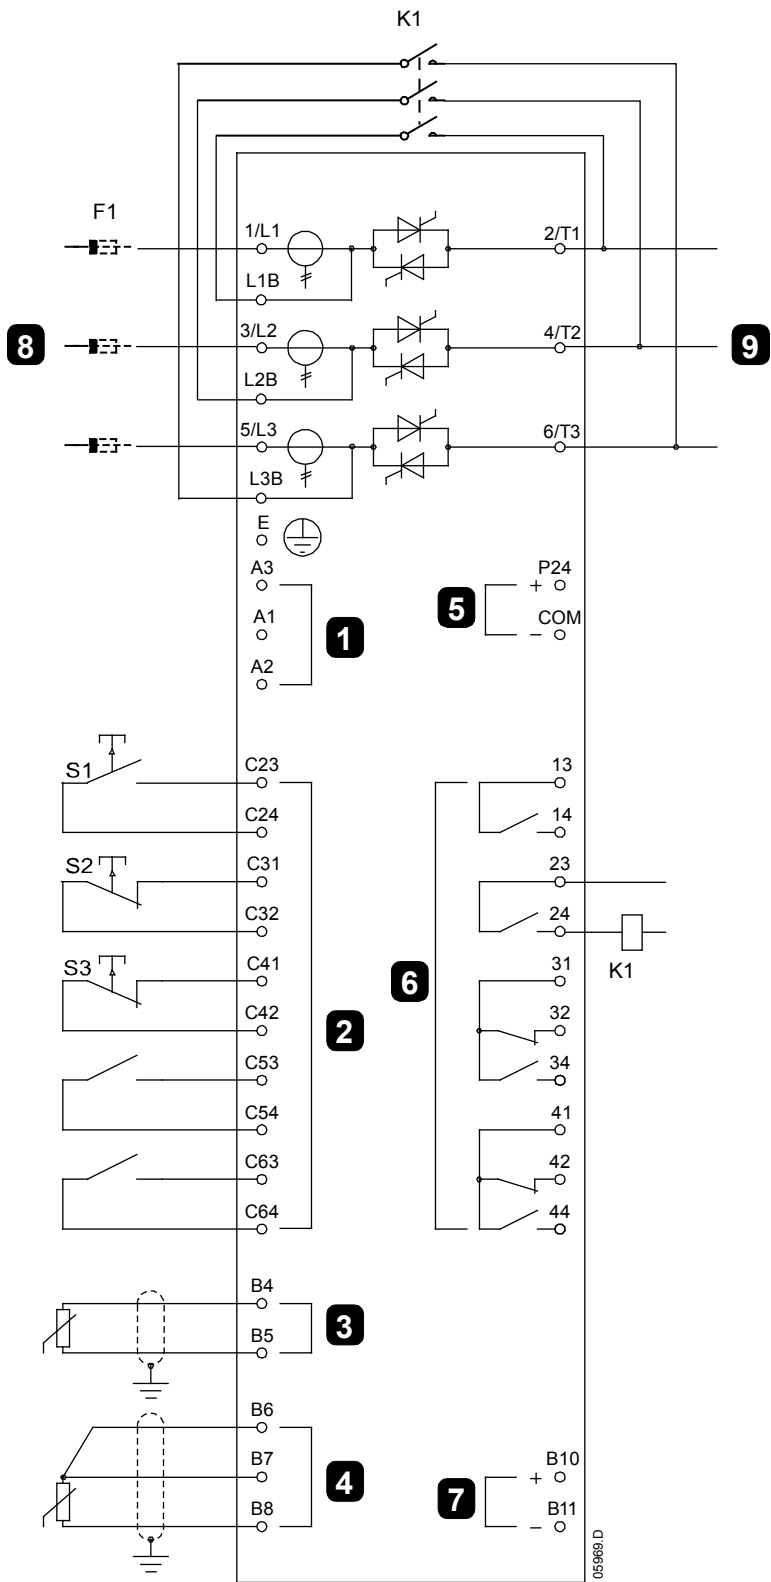 K1
F1
1/L1
2/T1
L1B
8
3/L2
4/T2
9
L2B
5/L3
6/T3
L3B
E
A3
P24
+
5
A1
COM
1
−
A2
S1
C23
13
C24
14
S2
C31
23
C32
24
S3
C41
31
K1
6
C42
32
2
C53
34
C54
41
C63
42
C64
44
B4
3
B5
B6
B7
B10
4
+
7
B8
B11
−
05969.D